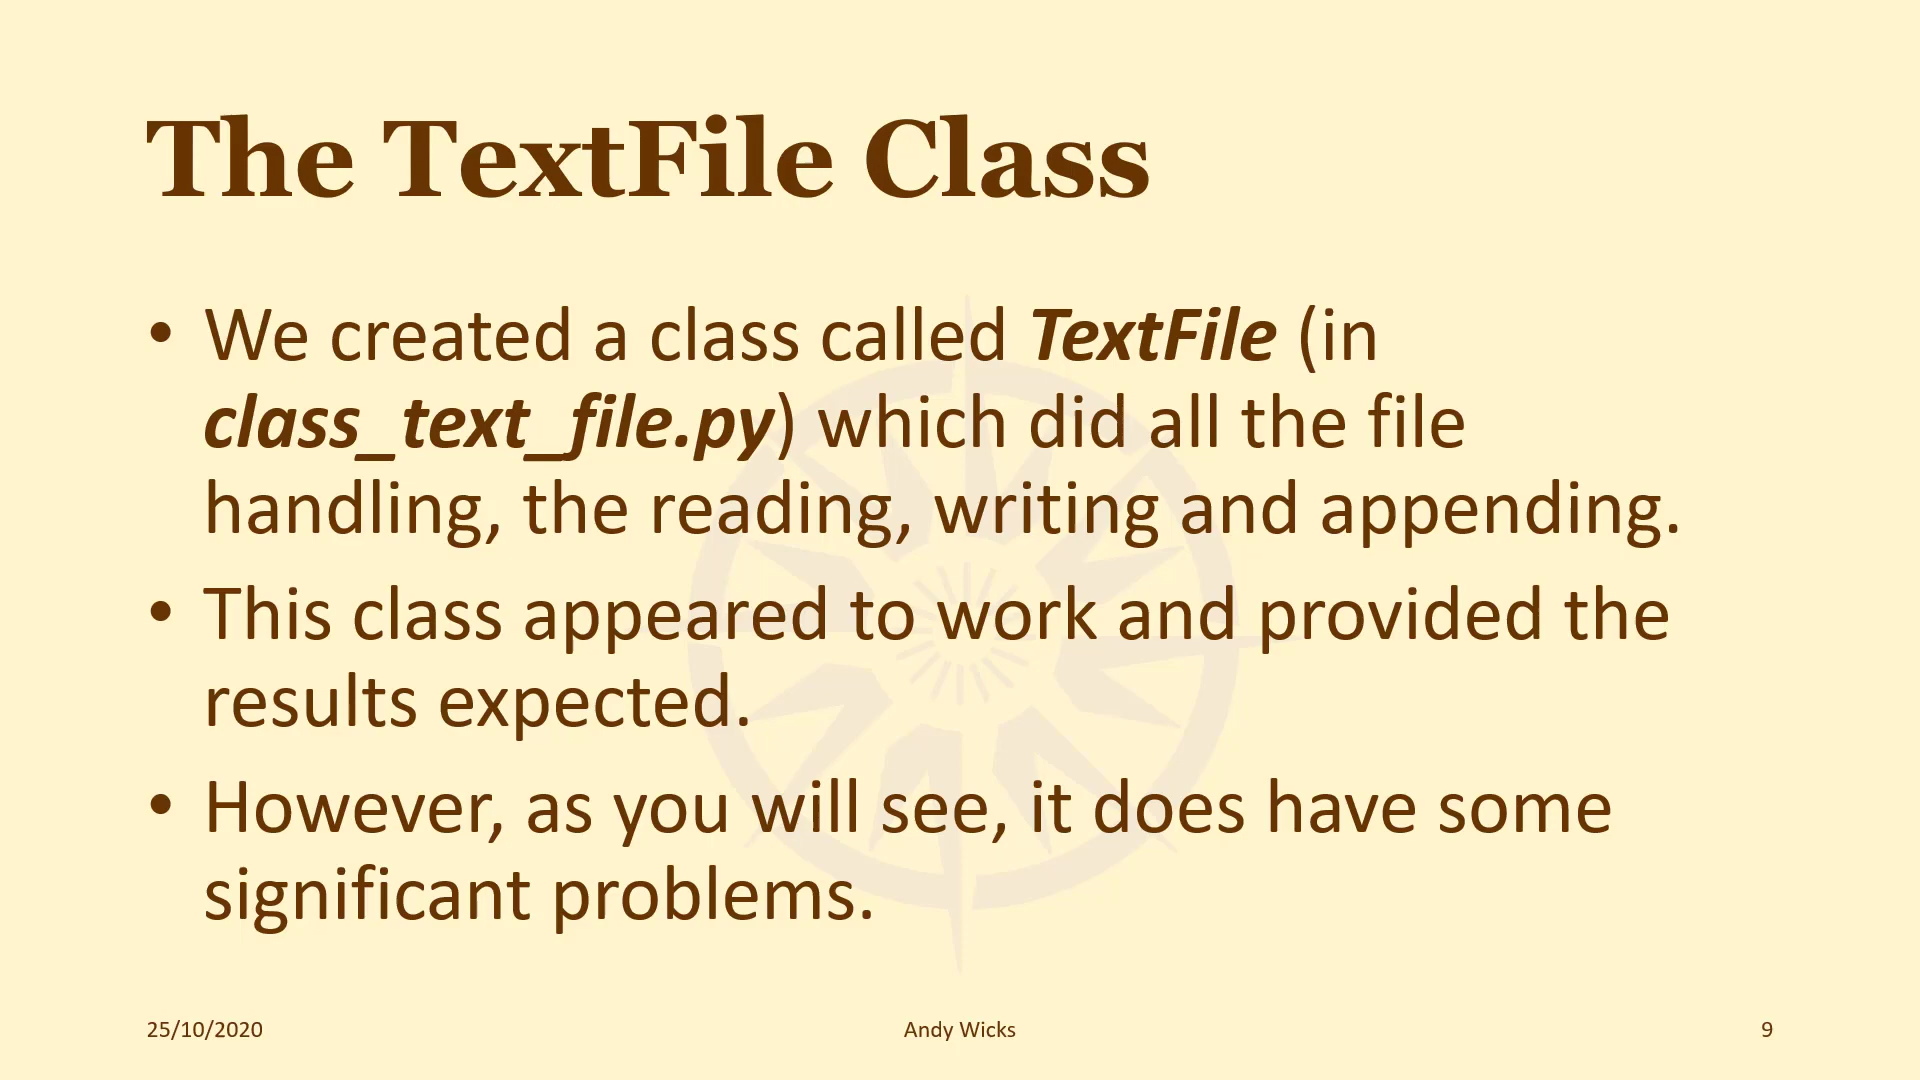 The TextFile Class
• We created a class called TextFile (in
class_text_file.py) which did all the file
handling, the reading, writing and appending.
• This class appeared to work and provided the
results expected.
• However, as you will see, it does have some
significant problems.
25/10/2020 Andy Wicks 9